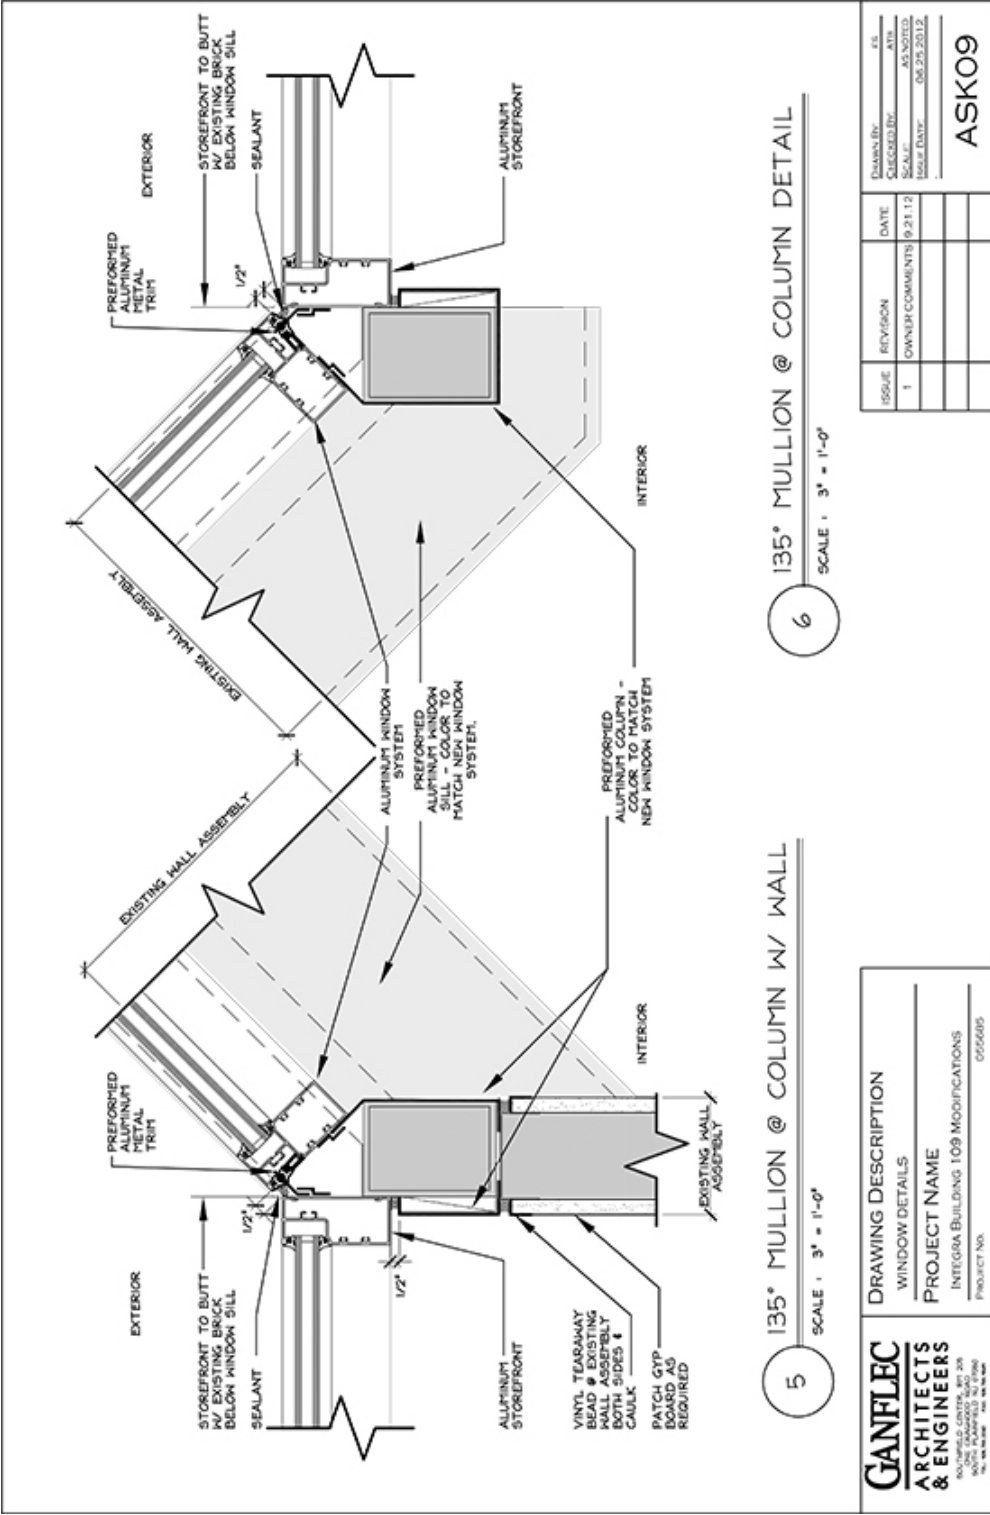 STOREFRONT TO BUTT
W/ EXISTING BRICK
BELOW WINDOW SILL
SEALANT
EXTERIOR
PREFORMED
ALUMINUM
METAL
TRIM
1/2"
1/2"
EXISTING WALL ASSEMBLY
ALUMINUM
STOREFRONT
VINYL TEARAWAY
BEAD @ EXISTING
WALL ASSEMBLY
BOTH SIDES &
CAULK
PATCH GYP
BOARD AS
REQUIRED
EXISTING WALL
ASSEMBLY
INTERIOR
ALUMINUM WINDOW
SYSTEM
PREFORMED
ALUMINUM WINDOW
SILL - COLOR TO
MATCH NEW WINDOW
SYSTEM.
PREFORMED
ALUMINUM COLUMN -
COLOR TO MATCH
NEW WINDOW SYSTEM
EXISTING WALL ASSEMBLY
PREFORMED
ALUMINUM
METAL
TRIM
1/2"
EXTERIOR
STOREFRONT TO BUTT
W/ EXISTING BRICK
BELOW WINDOW SILL
SEALANT
ALUMINUM
STOREFRONT
INTERIOR
5
135° MULLION @ COLUMN W/ WALL
SCALE : 3" = 1'-0"
6
135° MULLION @ COLUMN DETAIL
SCALE : 3" = 1'-0"
GANFLEC
ARCHITECTS
& ENGINEERS
DRAWING DESCRIPTION
WINDOW DETAILS
PROJECT NAME
INTEGRA BUILDING 109 MODIFICATIONS
PROJECT NO. 055685
ISSUE REVISION DATE
1 OWNER COMMENTS 9.21.12
DRAWN BY:
CHECKED BY:
SCALE: AS NOTED
ISSUE DATE: 06.25.2012
ASK09